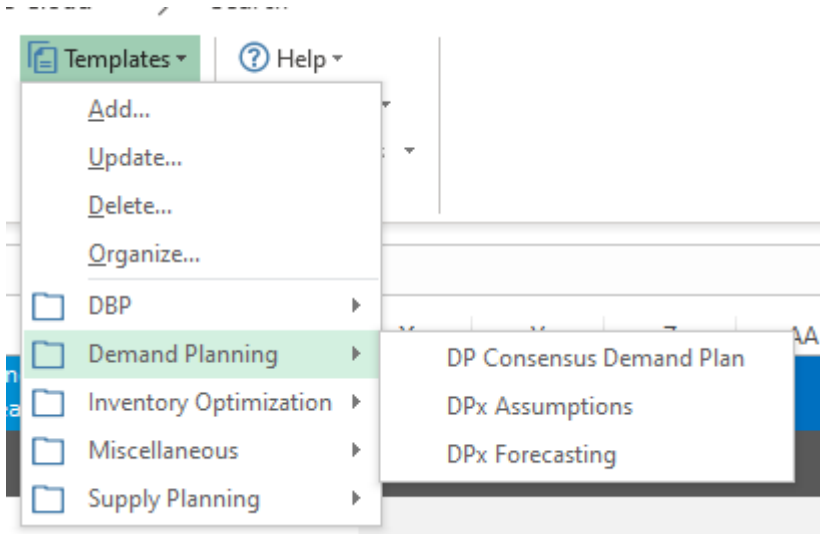 Templates
Help
Add...
Update...
Delete...
Organize...
DBP
Demand Planning
Inventory Optimization
Miscellaneous
Supply Planning
AA
DP Consensus Demand Plan
DPx Assumptions
DPx Forecasting